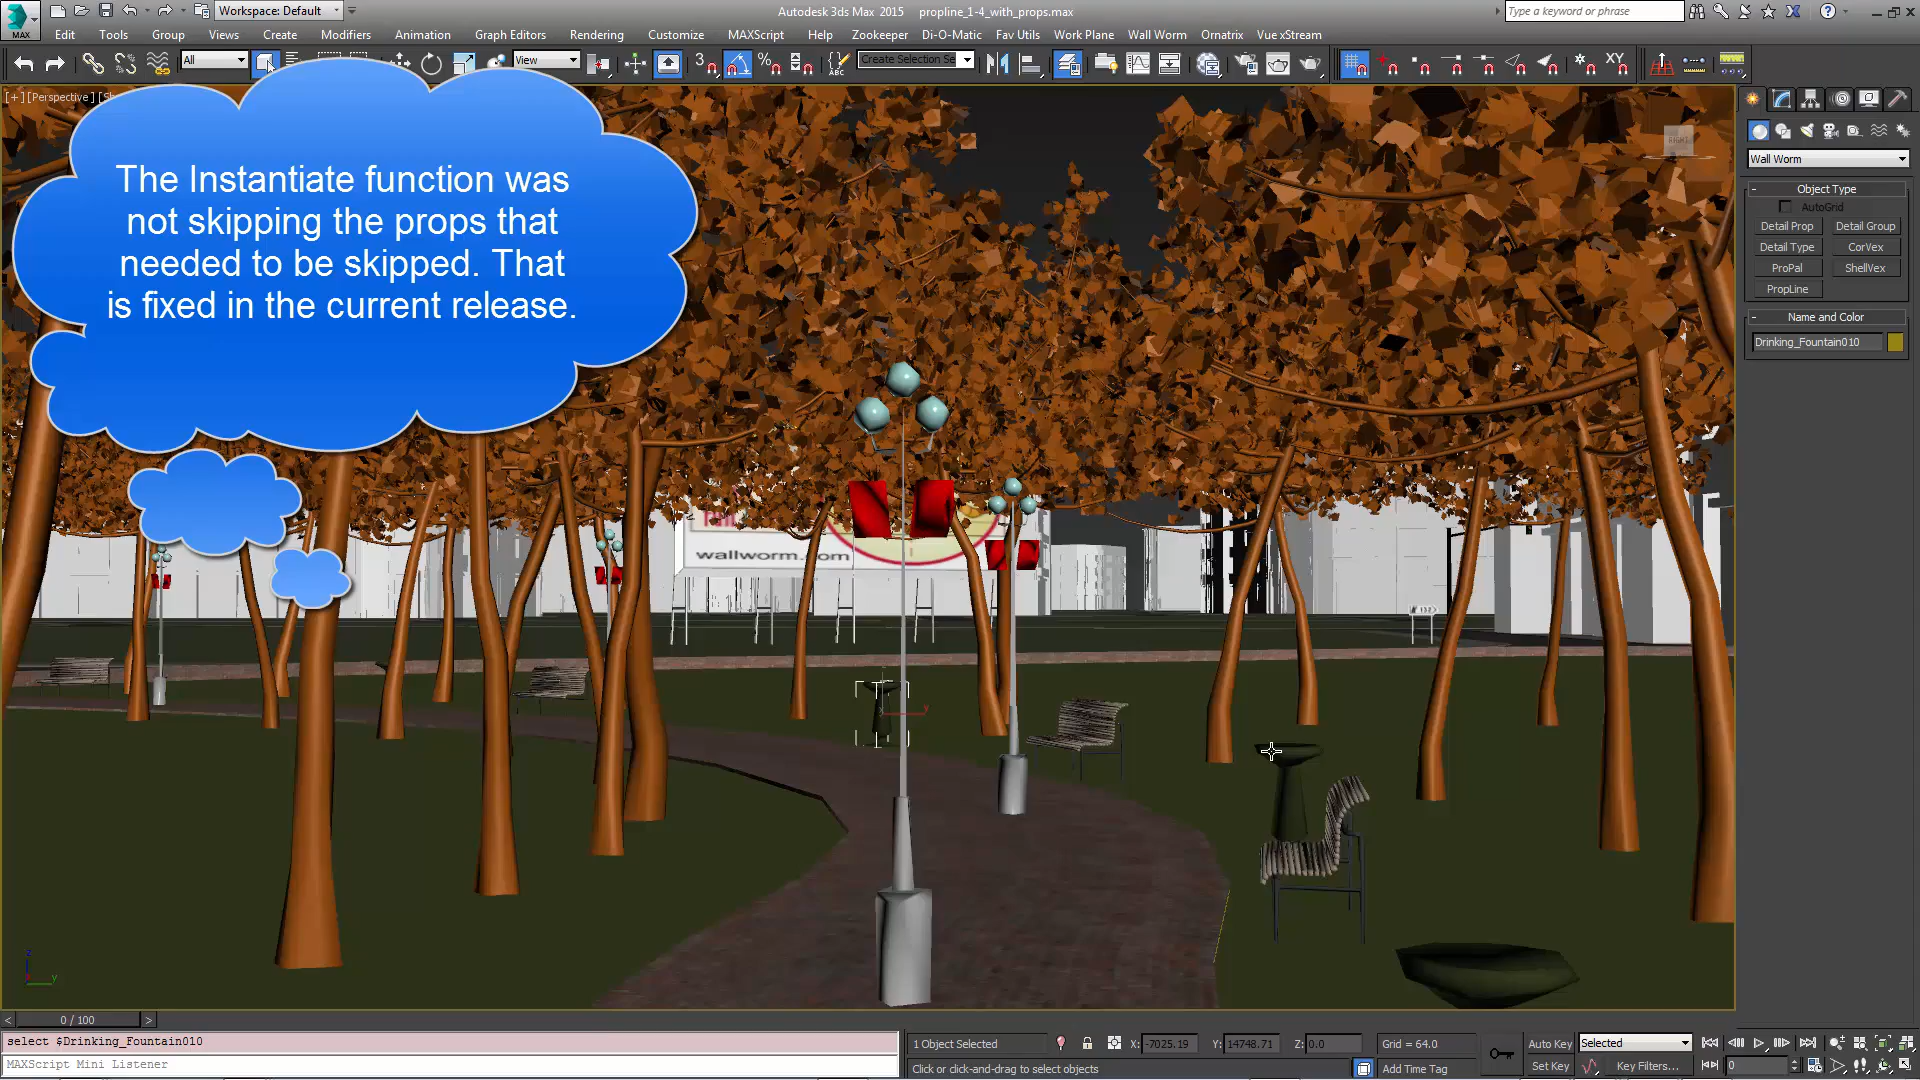 Workspace: Default
Autodesk 3ds Max 2015 propline_1-4_with_props.max
Type a keyword or phrase
MAX
Edit Tools Group Views Create Modifiers Animation Graph Editors Rendering Customize MAXScript Help Zookeeper Di-O-Matic Fav Utils Work Plane Wall Worm Ornatrix Vue xStream
All
View
3
ABC
Create Selection Se
XY
[+] [Perspective]
The Instantiate function was
not skipping the props that
needed to be skipped. That
is fixed in the current release.
wallworm.com
Wall Worm
Object Type
AutoGrid
Detail Prop Detail Group
Detail Type CorVex
ProPal ShellVex
PropLine
Name and Color
Drinking_Fountain010
z
y
y
< 0 / 100 >
select $Drinking_Fountain010
MAXScript Mini Listener
1 Object Selected
X: -7025.19 Y: 14748.71 Z: 0.0
Grid = 64.0
Auto Key Selected
Click or click-and-drag to select objects
Add Time Tag
Set Key Key Filters...
0